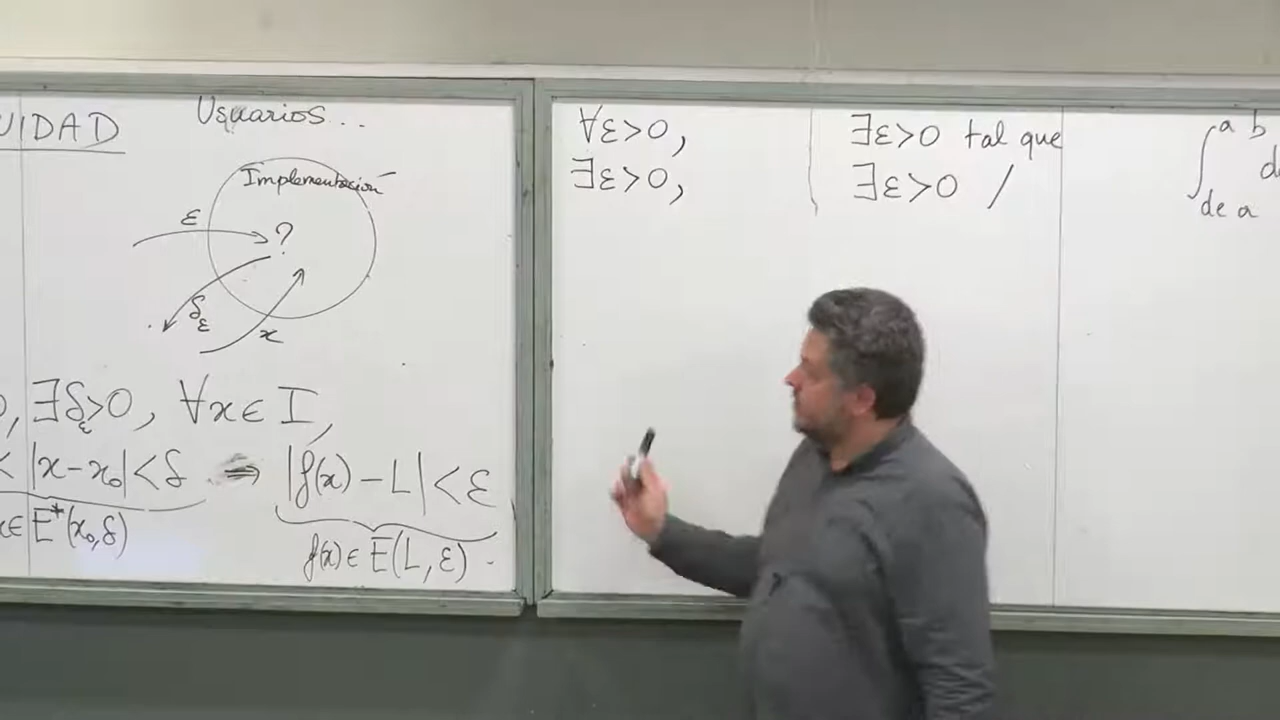 UIDAD
Usuarios...
Implementación
ε
?
δε
x
, ∃δε>0, ∀x∈I,
< |x-x₀|<δ ⇒ |f(x)-L|<ε
x∈E*(x₀,δ)
f(x)∈E(L,ε).
∀ε>0,
∃ε>0,
∃ε>0 tal que
∃ε>0 /
∫ a b
de a